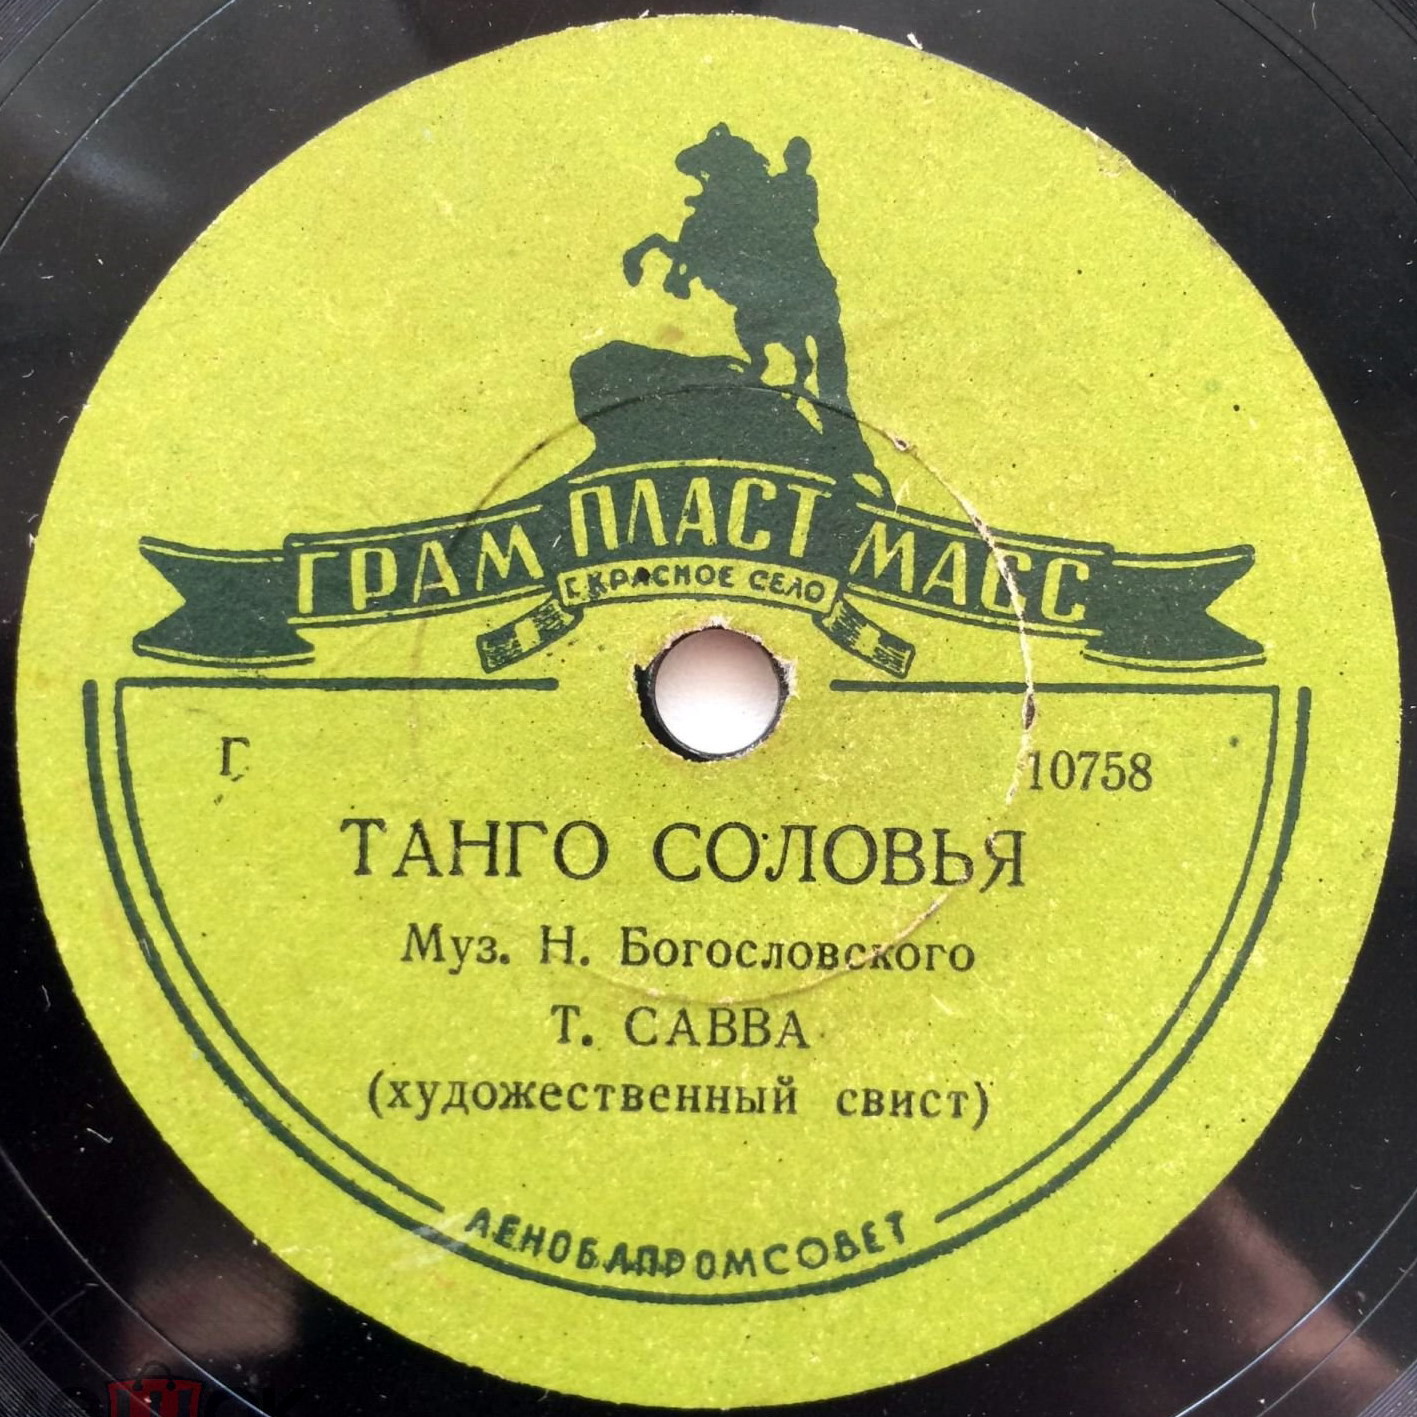 ГРАМ ПЛАСТ МАСС
Г. КРАСНОЕ СЕЛО
Г 10758
ТАНГО СОЛОВЬЯ
Муз. Н. Богословского
Т. САВВА
(художественный свист)
ЛЕНОБЛПРОМСОВЕТ